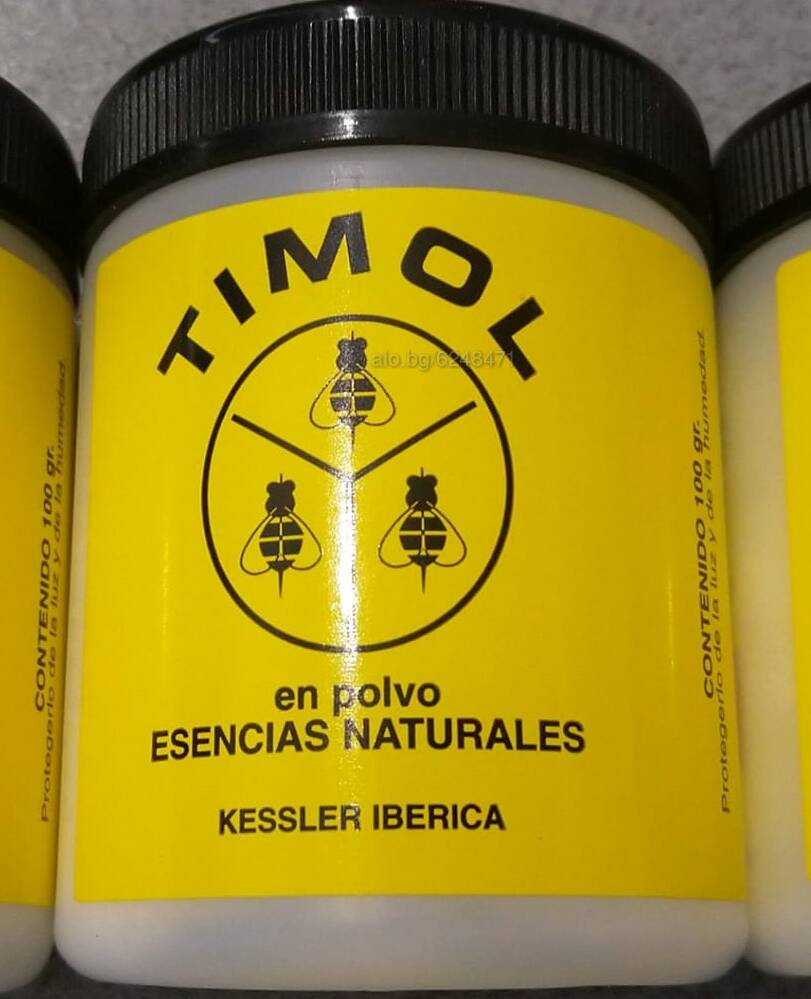 TIMOL
alo.bg/6248471
en polvo
ESENCIAS NATURALES
KESSLER IBERICA
CONTENIDO 100 gr.
Protegerlo de la luz y de la humedad.
CONTENIDO 100 gr.
Protegerlo de la luz y de la humedad.